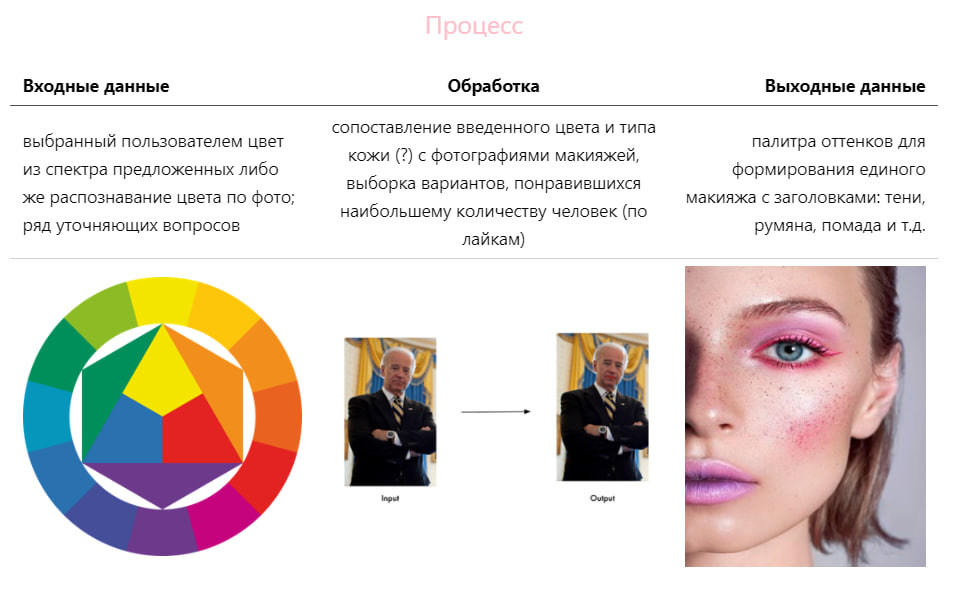 Процесс
Входные данные
Обработка
Выходные данные
выбранный пользователем цвет
из спектра предложенных либо
же распознавание цвета по фото;
ряд уточняющих вопросов
сопоставление введенного цвета и типа
кожи (?) с фотографиями макияжей,
выборка вариантов, понравившихся
наибольшему количеству человек (по
лайкам)
палитра оттенков для
формирования единого
макияжа с заголовками: тени,
румяна, помада и т.д.
Input
Output